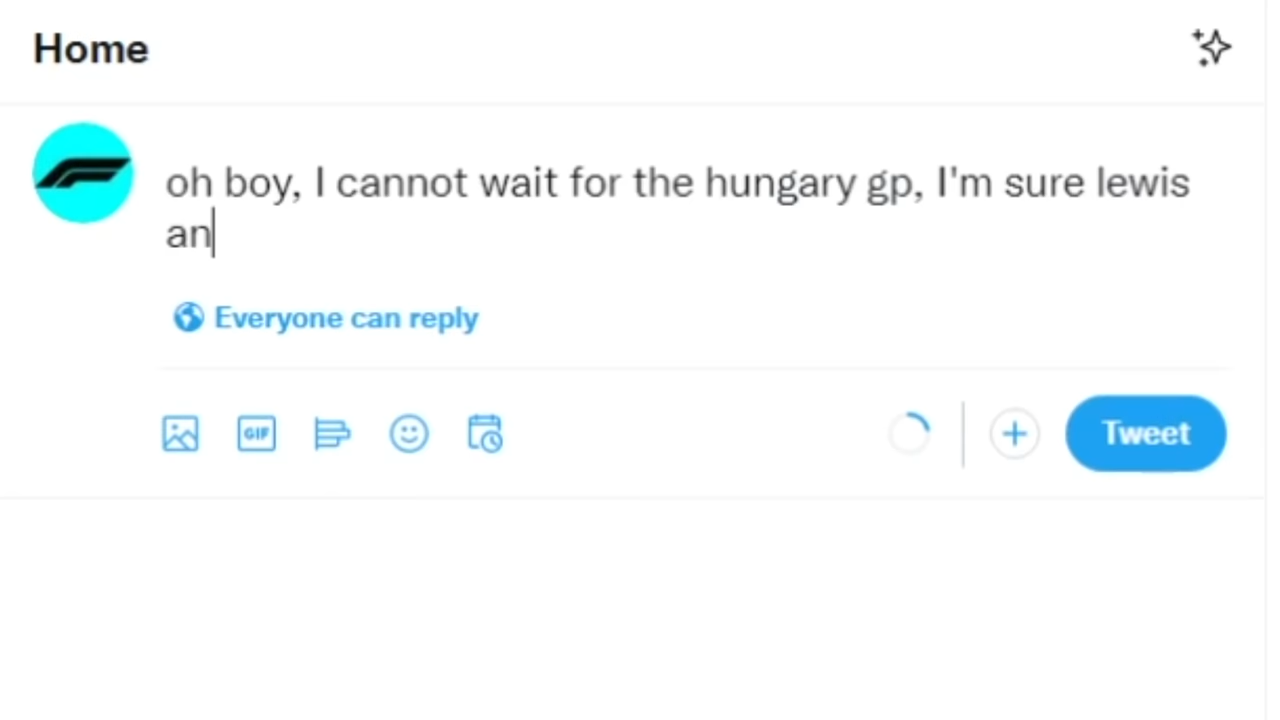 Home
oh boy, I cannot wait for the hungary gp, I'm sure lewis
an
Everyone can reply
GIF
Tweet